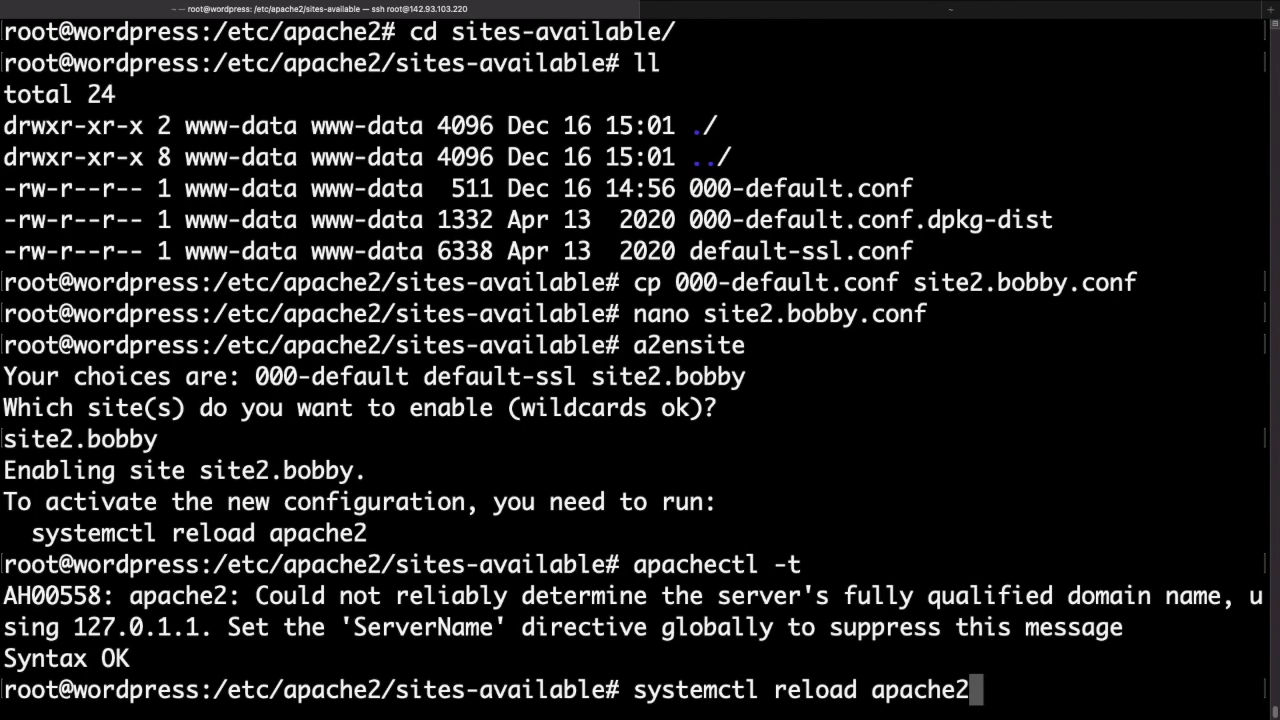 ~ — root@wordpress: /etc/apache2/sites-available — ssh root@142.93.103.220
~
root@wordpress:/etc/apache2# cd sites-available/
root@wordpress:/etc/apache2/sites-available# ll
total 24
drwxr-xr-x 2 www-data www-data 4096 Dec 16 15:01 ./
drwxr-xr-x 8 www-data www-data 4096 Dec 16 15:01 ../
-rw-r--r-- 1 www-data www-data  511 Dec 16 14:56 000-default.conf
-rw-r--r-- 1 www-data www-data 1332 Apr 13  2020 000-default.conf.dpkg-dist
-rw-r--r-- 1 www-data www-data 6338 Apr 13  2020 default-ssl.conf
root@wordpress:/etc/apache2/sites-available# cp 000-default.conf site2.bobby.conf
root@wordpress:/etc/apache2/sites-available# nano site2.bobby.conf
root@wordpress:/etc/apache2/sites-available# a2ensite
Your choices are: 000-default default-ssl site2.bobby
Which site(s) do you want to enable (wildcards ok)?
site2.bobby
Enabling site site2.bobby.
To activate the new configuration, you need to run:
  systemctl reload apache2
root@wordpress:/etc/apache2/sites-available# apachectl -t
AH00558: apache2: Could not reliably determine the server's fully qualified domain name, u
sing 127.0.1.1. Set the 'ServerName' directive globally to suppress this message
Syntax OK
root@wordpress:/etc/apache2/sites-available# systemctl reload apache2